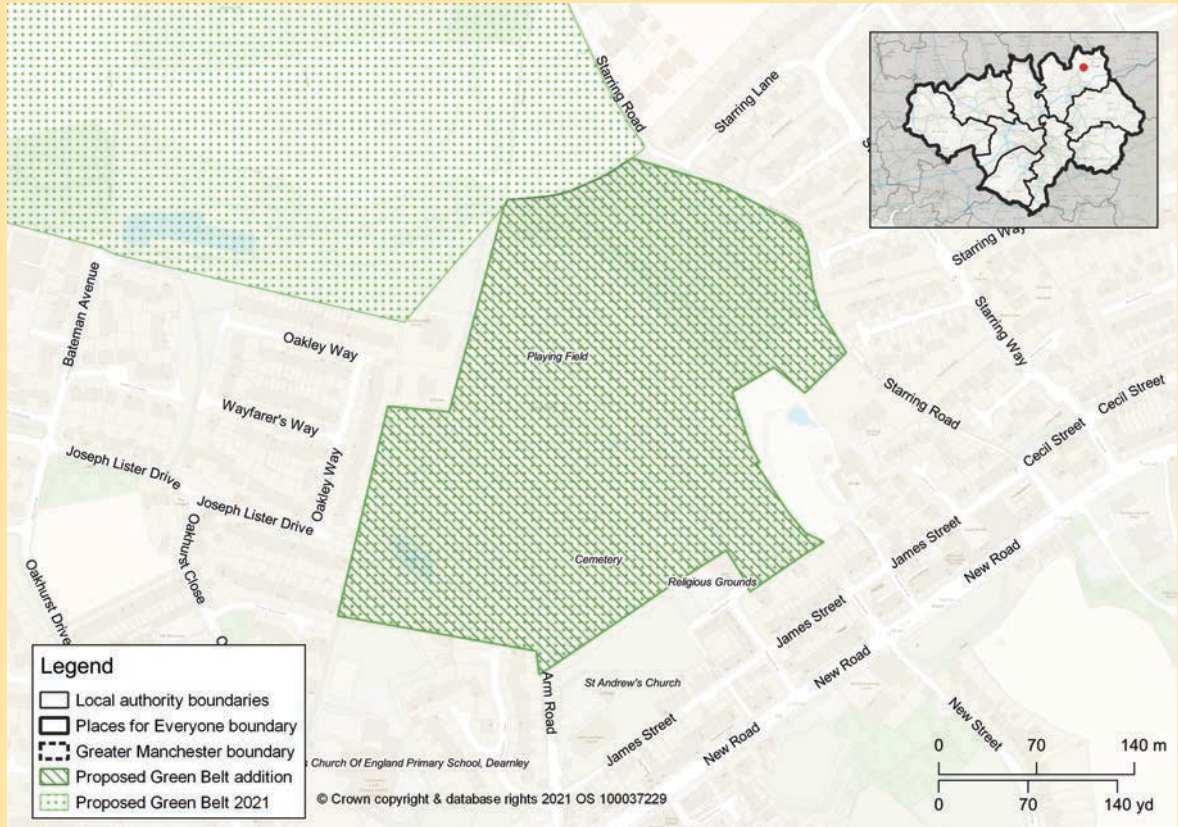 Starring Road
Starring Lane
Starring Way
Starring Way
Bateman Avenue
Oakley Way
Playing Field
Wayfarer's Way
Starring Road
Cecil Street
Cecil Street
Joseph Lister Drive
Oakley Way
Joseph Lister Drive
Oakhurst Close
Oakhurst Drive
Cemetery
Religious Grounds
James Street
New Road
James Street
New Road
St Andrew's Church
Arm Road
James Street
New Road
New Street
Legend
Local authority boundaries
Places for Everyone boundary
Greater Manchester boundary
Proposed Green Belt addition
Proposed Green Belt 2021
Church Of England Primary School, Dearnley
© Crown copyright & database rights 2021 OS 100037229
0 70 140 m
0 70 140 yd